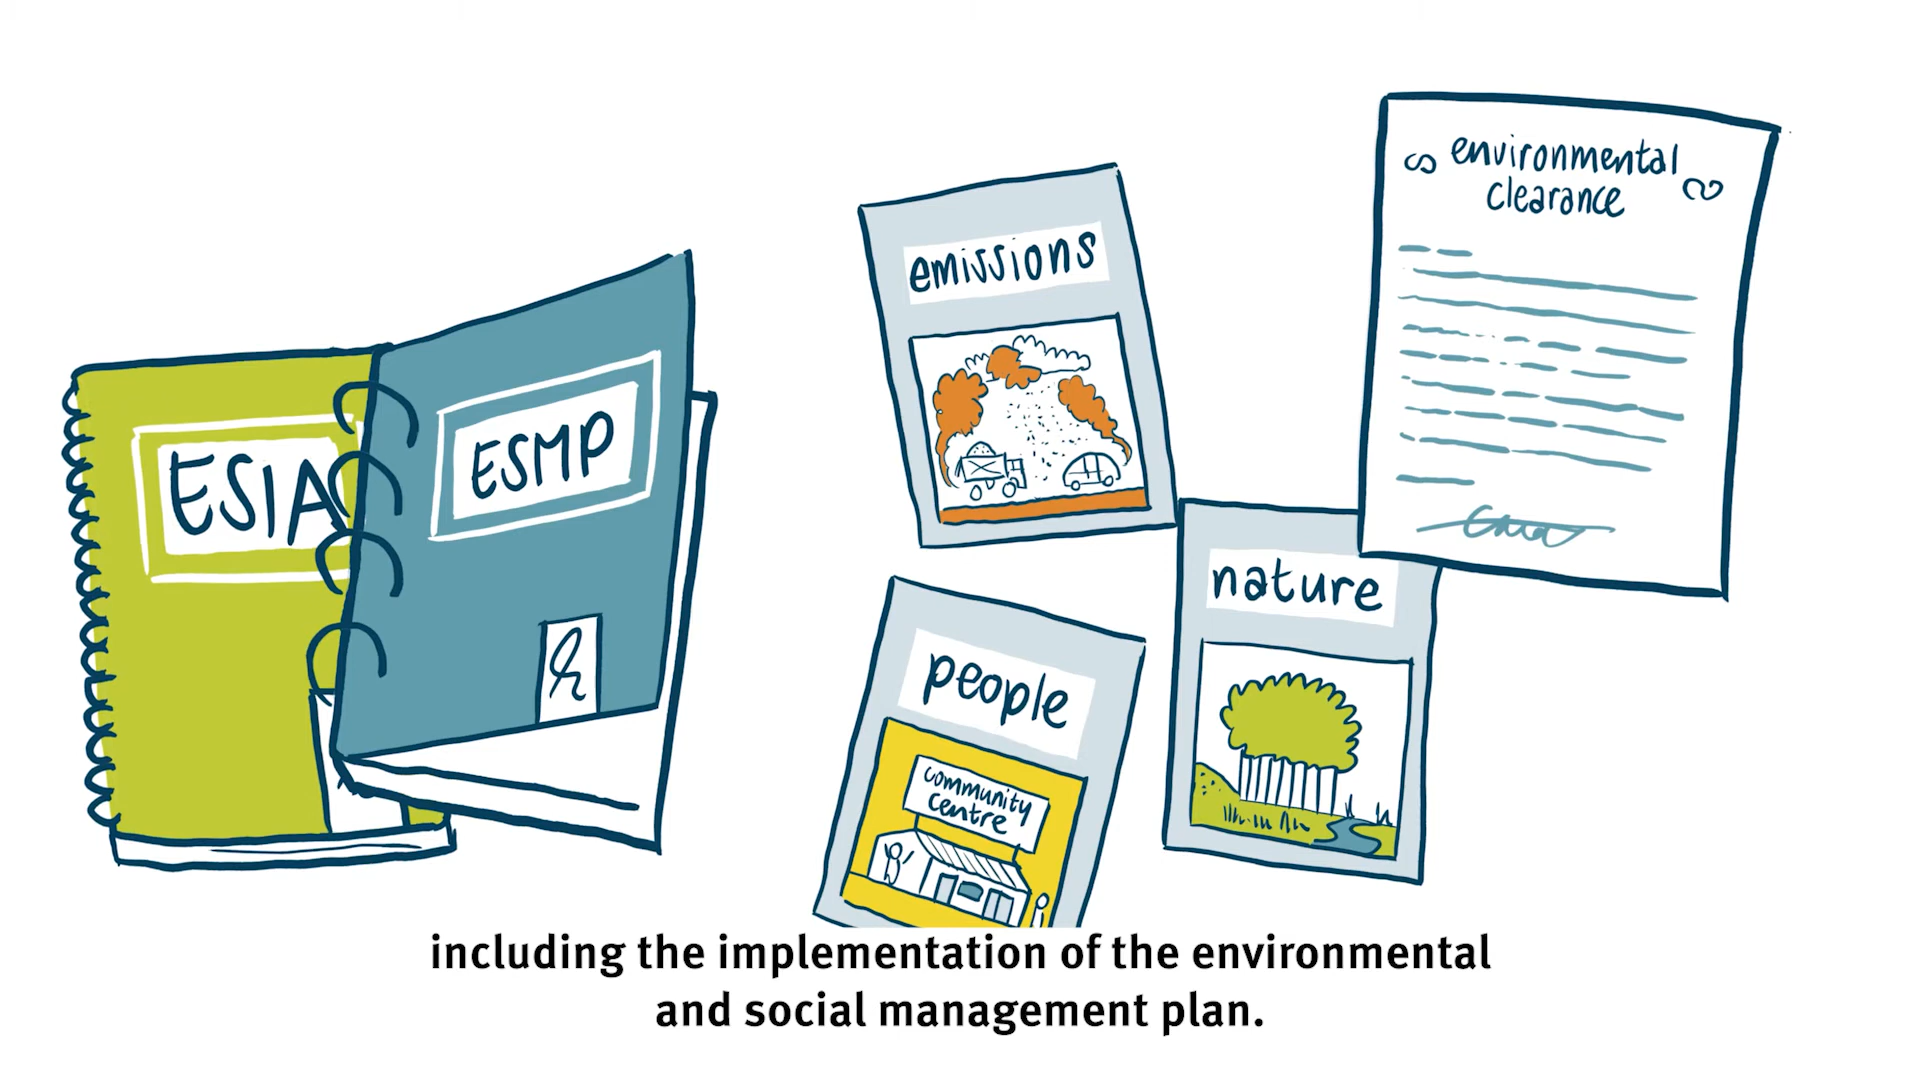 ESIA
ESMP
emissions
people
community
centre
nature
environmental
clearance
including the implementation of the environmental
and social management plan.